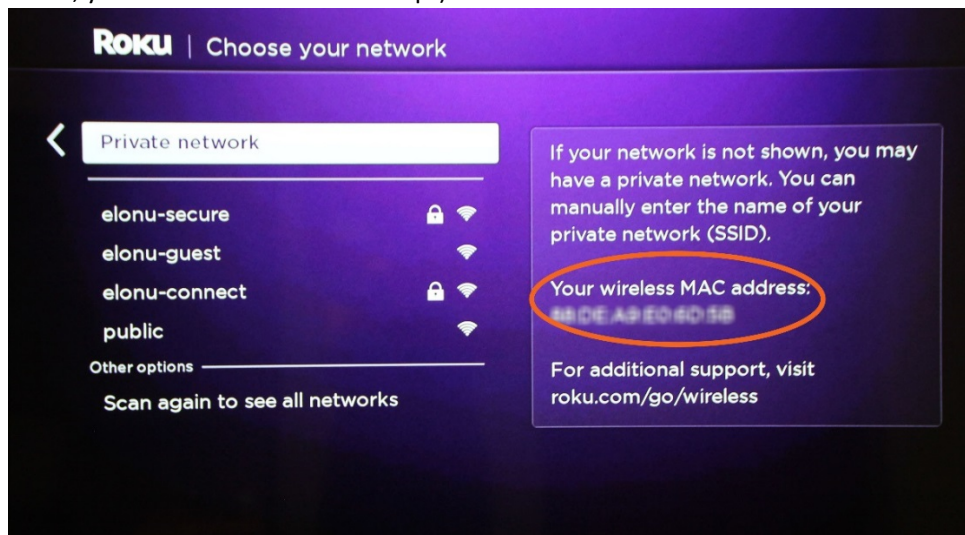 Roku | Choose your network
Private network
elonu-secure
elonu-guest
elonu-connect
public
Other options
Scan again to see all networks
If your network is not shown, you may
have a private network. You can
manually enter the name of your
private network (SSID).
Your wireless MAC address:
For additional support, visit
roku.com/go/wireless